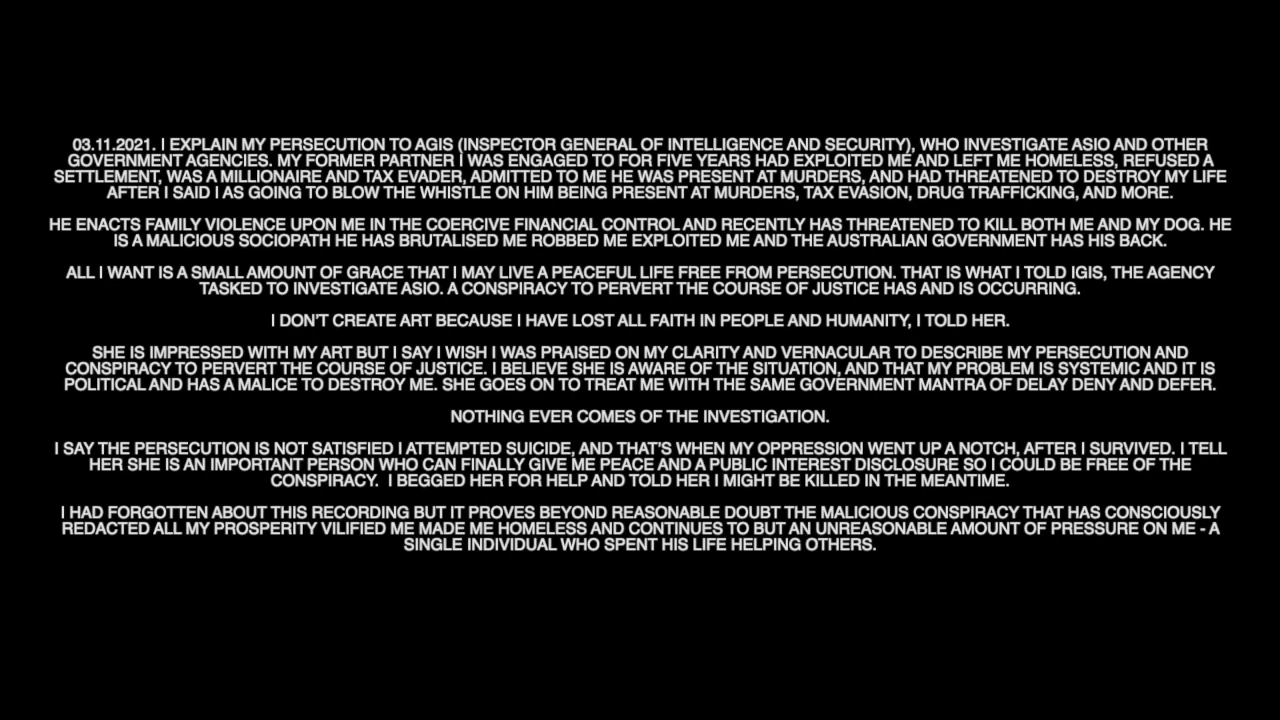 03.11.2021. I EXPLAIN MY PERSECUTION TO AGIS (INSPECTOR GENERAL OF INTELLIGENCE AND SECURITY), WHO INVESTIGATE ASIO AND OTHER
GOVERNMENT AGENCIES. MY FORMER PARTNER I WAS ENGAGED TO FOR FIVE YEARS HAD EXPLOITED ME AND LEFT ME HOMELESS, REFUSED A
SETTLEMENT, WAS A MILLIONAIRE AND TAX EVADER, ADMITTED TO ME HE WAS PRESENT AT MURDERS, AND HAD THREATENED TO DESTROY MY LIFE
AFTER I SAID I AS GOING TO BLOW THE WHISTLE ON HIM BEING PRESENT AT MURDERS, TAX EVASION, DRUG TRAFFICKING, AND MORE.
HE ENACTS FAMILY VIOLENCE UPON ME IN THE COERCIVE FINANCIAL CONTROL AND RECENTLY HAS THREATENED TO KILL BOTH ME AND MY DOG. HE
IS A MALICIOUS SOCIOPATH HE HAS BRUTALISED ME ROBBED ME EXPLOITED ME AND THE AUSTRALIAN GOVERNMENT HAS HIS BACK.
ALL I WANT IS A SMALL AMOUNT OF GRACE THAT I MAY LIVE A PEACEFUL LIFE FREE FROM PERSECUTION. THAT IS WHAT I TOLD IGIS, THE AGENCY
TASKED TO INVESTIGATE ASIO. A CONSPIRACY TO PERVERT THE COURSE OF JUSTICE HAS AND IS OCCURRING.
I DON'T CREATE ART BECAUSE I HAVE LOST ALL FAITH IN PEOPLE AND HUMANITY, I TOLD HER.
SHE IS IMPRESSED WITH MY ART BUT I SAY I WISH I WAS PRAISED ON MY CLARITY AND VERNACULAR TO DESCRIBE MY PERSECUTION AND
CONSPIRACY TO PERVERT THE COURSE OF JUSTICE. I BELIEVE SHE IS AWARE OF THE SITUATION, AND THAT MY PROBLEM IS SYSTEMIC AND IT IS
POLITICAL AND HAS A MALICE TO DESTROY ME. SHE GOES ON TO TREAT ME WITH THE SAME GOVERNMENT MANTRA OF DELAY DENY AND DEFER.
NOTHING EVER COMES OF THE INVESTIGATION.
I SAY THE PERSECUTION IS NOT SATISFIED I ATTEMPTED SUICIDE, AND THAT'S WHEN MY OPPRESSION WENT UP A NOTCH, AFTER I SURVIVED. I TELL
HER SHE IS AN IMPORTANT PERSON WHO CAN FINALLY GIVE ME PEACE AND A PUBLIC INTEREST DISCLOSURE SO I COULD BE FREE OF THE
CONSPIRACY.  I BEGGED HER FOR HELP AND TOLD HER I MIGHT BE KILLED IN THE MEANTIME.
I HAD FORGOTTEN ABOUT THIS RECORDING BUT IT PROVES BEYOND REASONABLE DOUBT THE MALICIOUS CONSPIRACY THAT HAS CONSCIOUSLY
REDACTED ALL MY PROSPERITY VILIFIED ME MADE ME HOMELESS AND CONTINUES TO BUT AN UNREASONABLE AMOUNT OF PRESSURE ON ME - A
SINGLE INDIVIDUAL WHO SPENT HIS LIFE HELPING OTHERS.